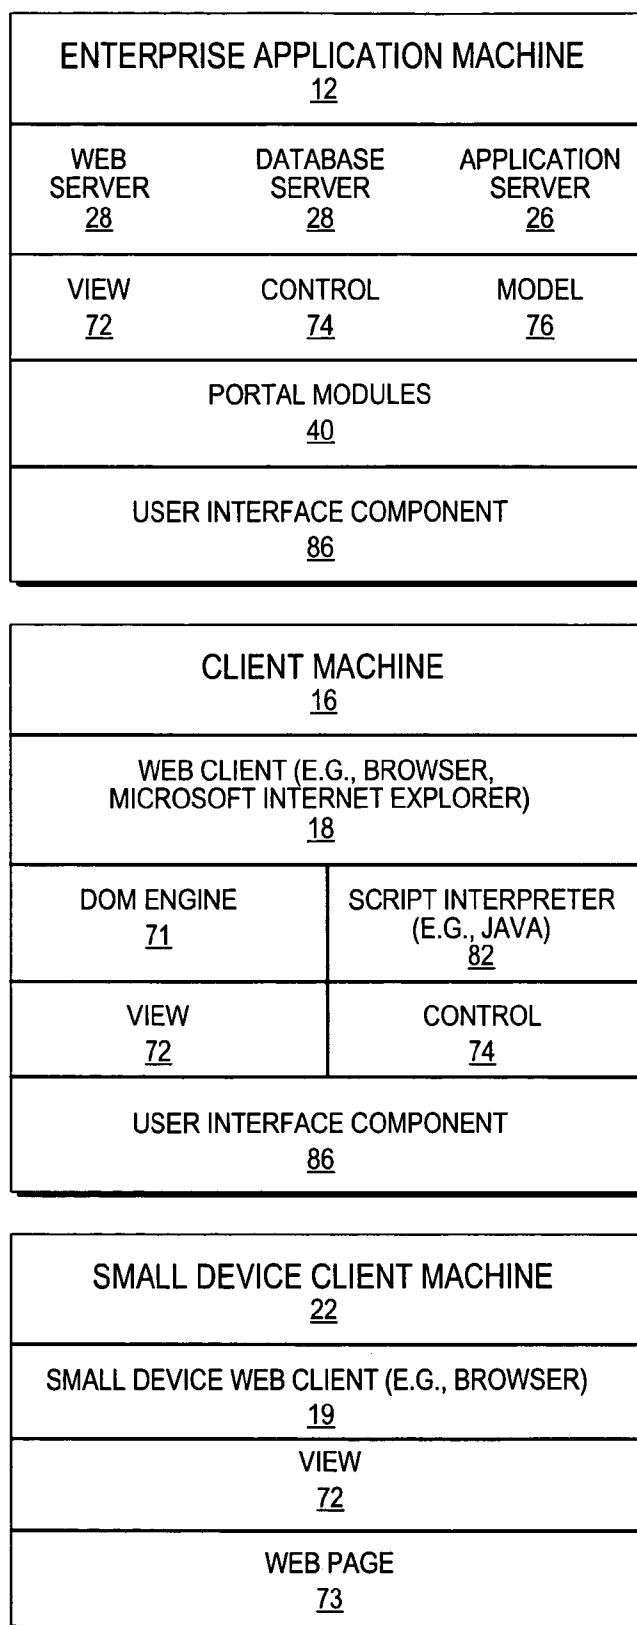 ENTERPRISE APPLICATION MACHINE
12
WEB SERVER
28
DATABASE SERVER
28
APPLICATION SERVER
26
VIEW
72
CONTROL
74
MODEL
76
PORTAL MODULES
40
USER INTERFACE COMPONENT
86
CLIENT MACHINE
16
WEB CLIENT (E.G., BROWSER,
MICROSOFT INTERNET EXPLORER)
18
DOM ENGINE
71
SCRIPT INTERPRETER
(E.G., JAVA)
82
VIEW
72
CONTROL
74
USER INTERFACE COMPONENT
86
SMALL DEVICE CLIENT MACHINE
22
SMALL DEVICE WEB CLIENT (E.G., BROWSER)
19
VIEW
72
WEB PAGE
73